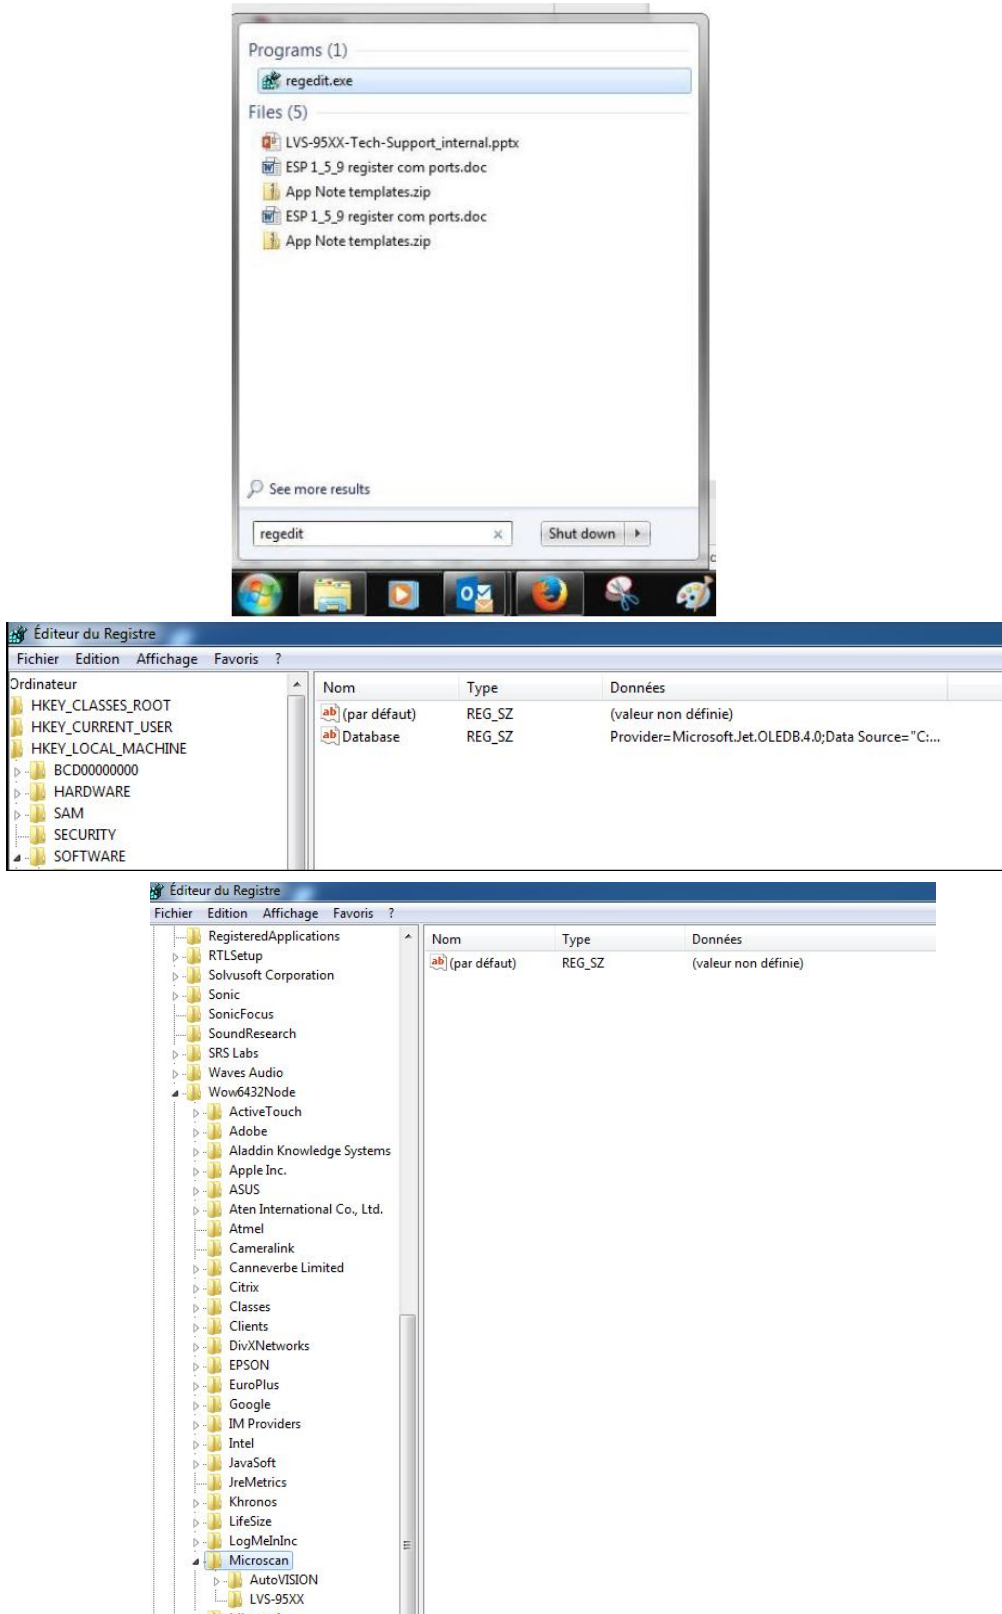 Programs (1)
regedit.exe
Files (5)
LVS-95XX-Tech-Support_internal.pptx
ESP 1_5_9 register com ports.doc
App Note templates.zip
ESP 1_5_9 register com ports.doc
App Note templates.zip
See more results
regedit
Shut down
Éditeur du Registre
Fichier Edition Affichage Favoris ?
Ordinateur
HKEY_CLASSES_ROOT
HKEY_CURRENT_USER
HKEY_LOCAL_MACHINE
BCD00000000
HARDWARE
SAM
SECURITY
SOFTWARE
Nom Type Données
(par défaut) REG_SZ (valeur non définie)
Database REG_SZ Provider=Microsoft.Jet.OLEDB.4.0;Data Source="C:...
Éditeur du Registre
Fichier Edition Affichage Favoris ?
RegisteredApplications
RTLSetup
Solvusoft Corporation
Sonic
SonicFocus
SoundResearch
SRS Labs
Waves Audio
Wow6432Node
ActiveTouch
Adobe
Aladdin Knowledge Systems
Apple Inc.
ASUS
Aten International Co., Ltd.
Atmel
Cameralink
Canneverbe Limited
Citrix
Classes
Clients
DivXNetworks
EPSON
EuroPlus
Google
IM Providers
Intel
JavaSoft
JreMetrics
Khronos
LifeSize
LogMeInInc
Microscan
AutoVISION
LVS-95XX
Nom Type Données
(par défaut) REG_SZ (valeur non définie)